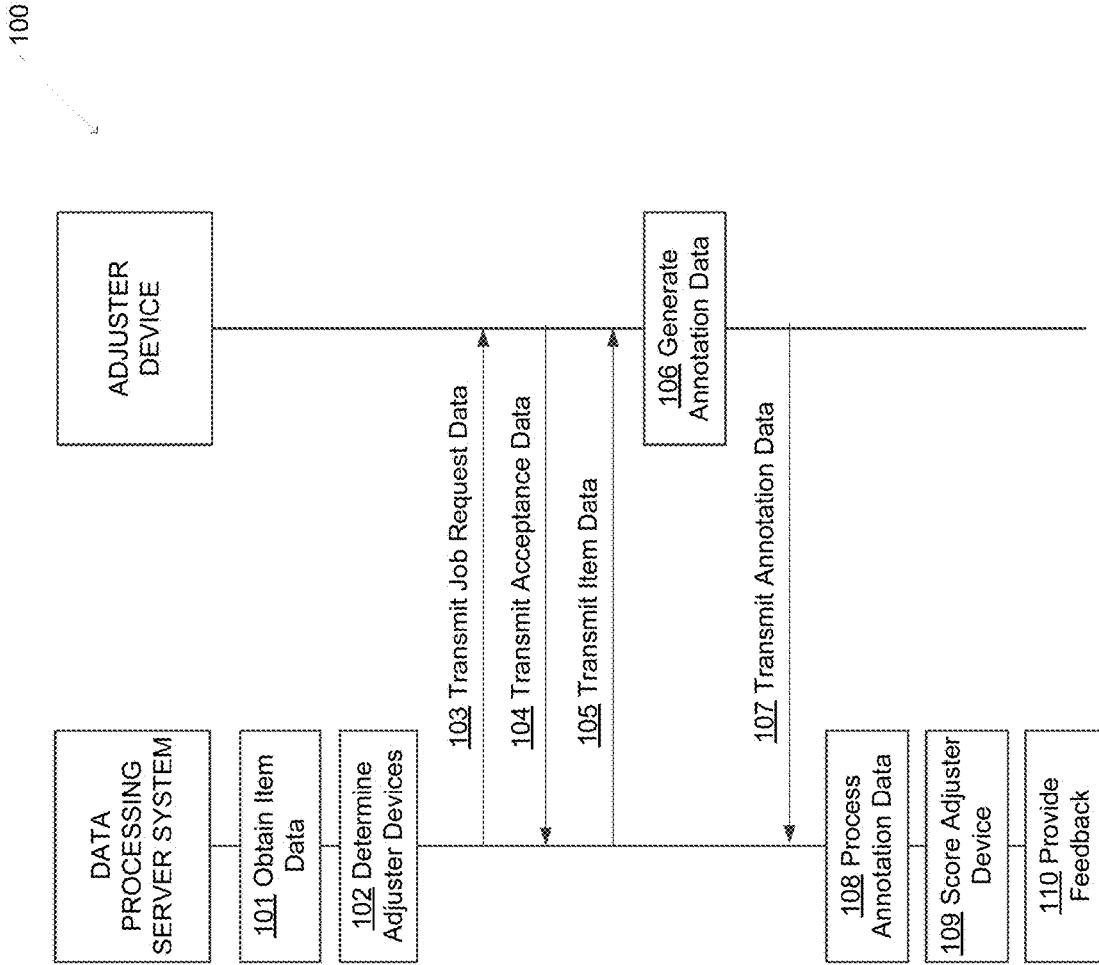 100
DATA
PROCESSING
SERVER SYSTEM
ADJUSTER
DEVICE
101 Obtain Item
Data
102 Determine
Adjuster Devices
103 Transmit Job Request Data
104 Transmit Acceptance Data
105 Transmit Item Data
106 Generate
Annotation Data
107 Transmit Annotation Data
108 Process
Annotation Data
109 Score Adjuster
Device
110 Provide
Feedback